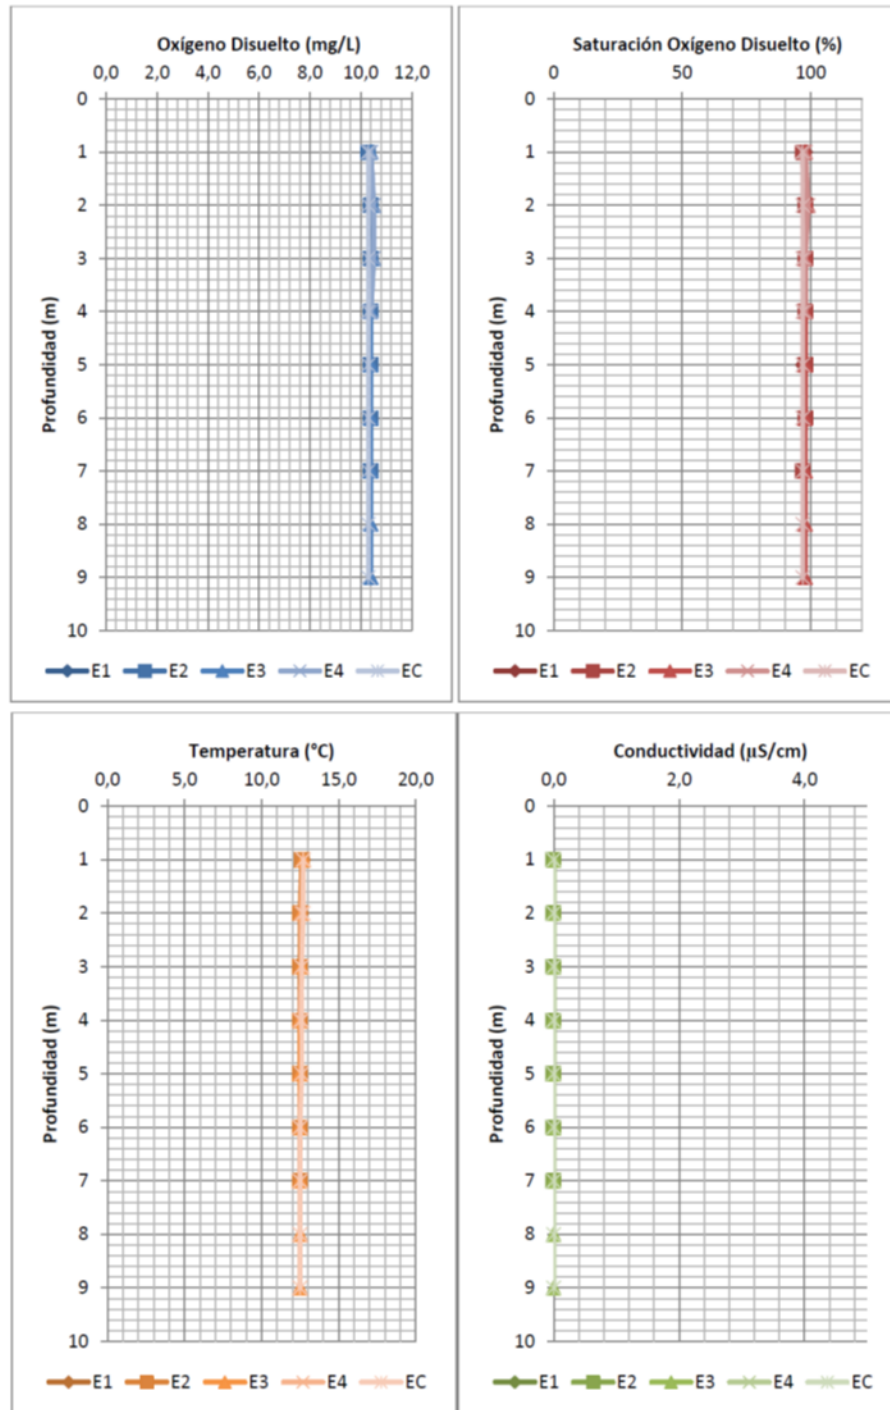 Oxígeno Disuelto (mg/L)
0,0 2,0 4,0 6,0 8,0 10,0 12,0
0
1
2
3
4
5
6
7
8
9
10
Profundidad (m)
E1 E2 E3 E4 EC
Saturación Oxígeno Disuelto (%)
0 50 100
0
1
2
3
4
5
6
7
8
9
10
Profundidad (m)
E1 E2 E3 E4 EC
Temperatura (°C)
0,0 5,0 10,0 15,0 20,0
0
1
2
3
4
5
6
7
8
9
10
Profundidad (m)
E1 E2 E3 E4 EC
Conductividad (µS/cm)
0,0 2,0 4,0
0
1
2
3
4
5
6
7
8
9
10
Profundidad (m)
E1 E2 E3 E4 EC